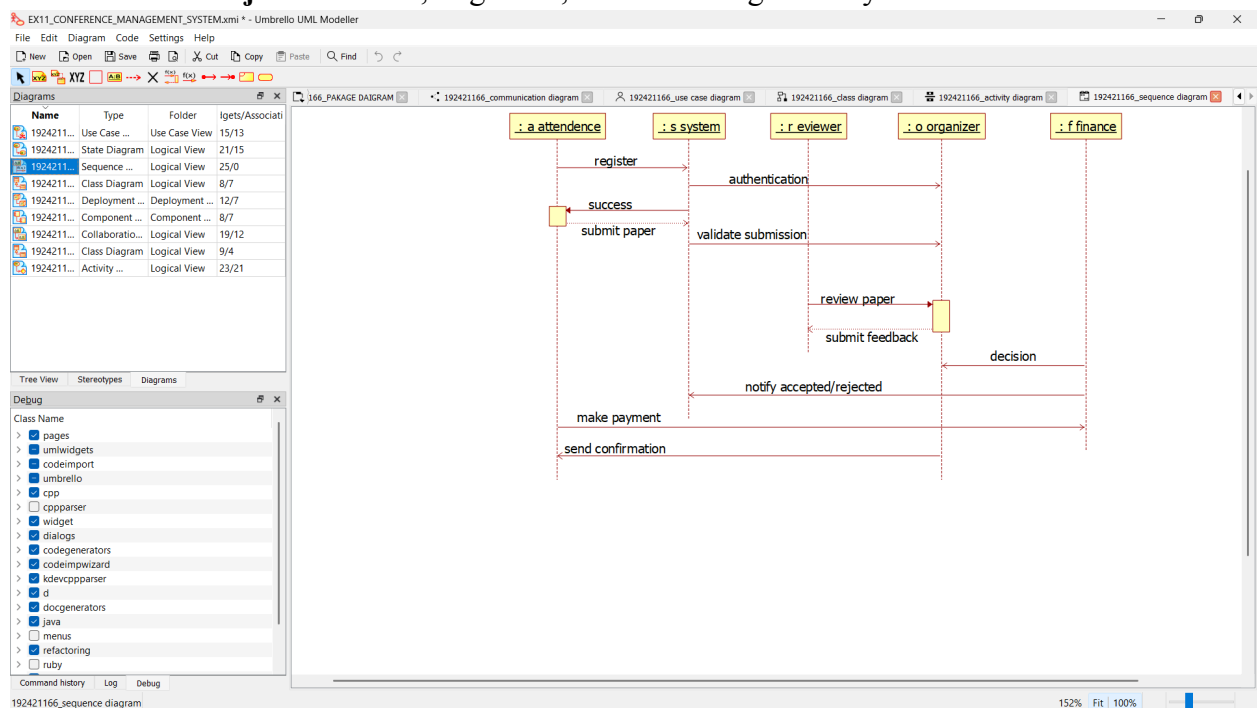 EX11_CONFERENCE_MANAGEMENT_SYSTEM.xmi * - Umbrello UML Modeller
File Edit Diagram Code Settings Help
New Open Save Cut Copy Paste Find
XYZ XYZ A:B f(x) f(x)
Diagrams
166_PAKAGE DAIGRAM 192421166_communication diagram 192421166_use case diagram 192421166_class diagram 192421166_activity diagram 192421166_sequence diagram
Name Type Folder Igets/Associati
1924211... Use Case ... Use Case View 15/13
1924211... State Diagram Logical View 21/15
1924211... Sequence ... Logical View 25/0
1924211... Class Diagram Logical View 8/7
1924211... Deployment ... Deployment ... 12/7
1924211... Component ... Component ... 8/7
1924211... Collaboratio... Logical View 19/12
1924211... Class Diagram Logical View 9/4
1924211... Activity ... Logical View 23/21
Tree View Stereotypes Diagrams
Debug
Class Name
pages
umlwidgets
codeimport
umbrello
cpp
cppparser
widget
dialogs
codegenerators
codeimpwizard
kdevcppparser
d
docgenerators
java
menus
refactoring
ruby
Command history Log Debug
: a attendence : s system : r eviewer : o organizer : f finance
register
authentication
success
submit paper
validate submission
review paper
submit feedback
decision
notify accepted/rejected
make payment
send confirmation
192421166_sequence diagram 152% Fit 100%